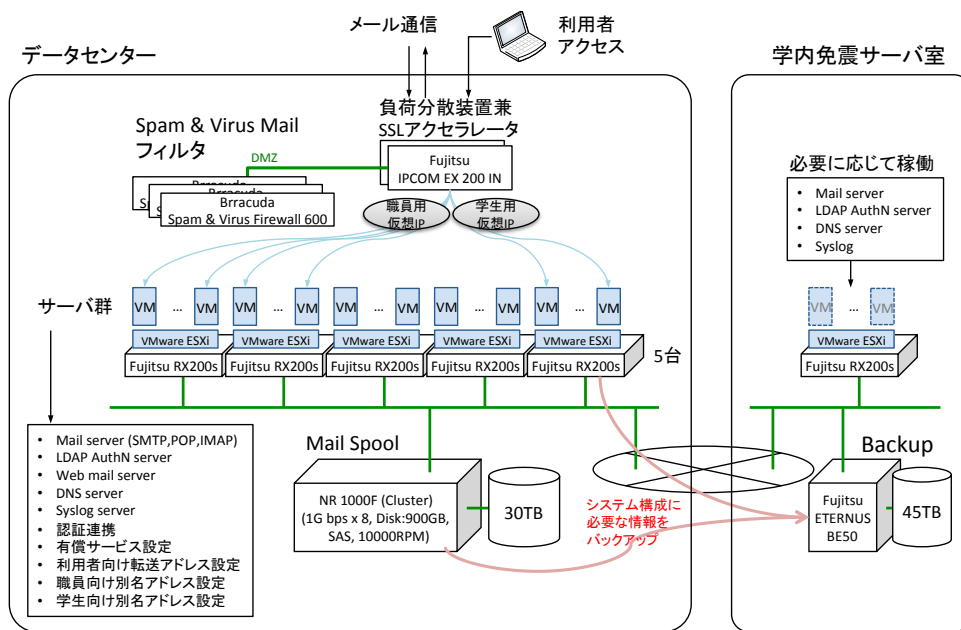 メール通信
利用者
アクセス
データセンター
学内免震サーバ室
負荷分散装置兼
SSLアクセラレータ
Spam & Virus Mail
フィルタ
DMZ
Fujitsu
IPCOM EX 200 IN
Brracuda
Brracuda
Brracuda
Spam & Virus Firewall 600
職員用
仮想IP
学生用
仮想IP
必要に応じて稼働
• Mail server
• LDAP AuthN server
• DNS server
• Syslog
サーバ群
VM … VM VM … VM VM … VM VM … VM VM … VM
VMware ESXi VMware ESXi VMware ESXi VMware ESXi VMware ESXi
Fujitsu RX200s Fujitsu RX200s Fujitsu RX200s Fujitsu RX200s Fujitsu RX200s
5台
VM … VM
VMware ESXi
Fujitsu RX200s
• Mail server (SMTP,POP,IMAP)
• LDAP AuthN server
• Web mail server
• DNS server
• Syslog server
• 認証連携
• 有償サービス設定
• 利用者向け転送アドレス設定
• 職員向け別名アドレス設定
• 学生向け別名アドレス設定
Mail Spool
NR 1000F (Cluster)
(1G bps x 8, Disk:900GB,
SAS, 10000RPM)
30TB
システム構成に
必要な情報を
バックアップ
Backup
Fujitsu
ETERNUS
BE50
45TB